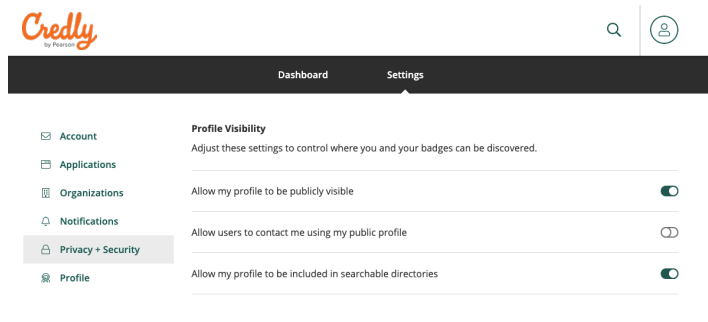 Credly
by Pearson
Dashboard Settings
Account
Applications
Organizations
Notifications
Privacy + Security
Profile
Profile Visibility
Adjust these settings to control where you and your badges can be discovered.
Allow my profile to be publicly visible
Allow users to contact me using my public profile
Allow my profile to be included in searchable directories